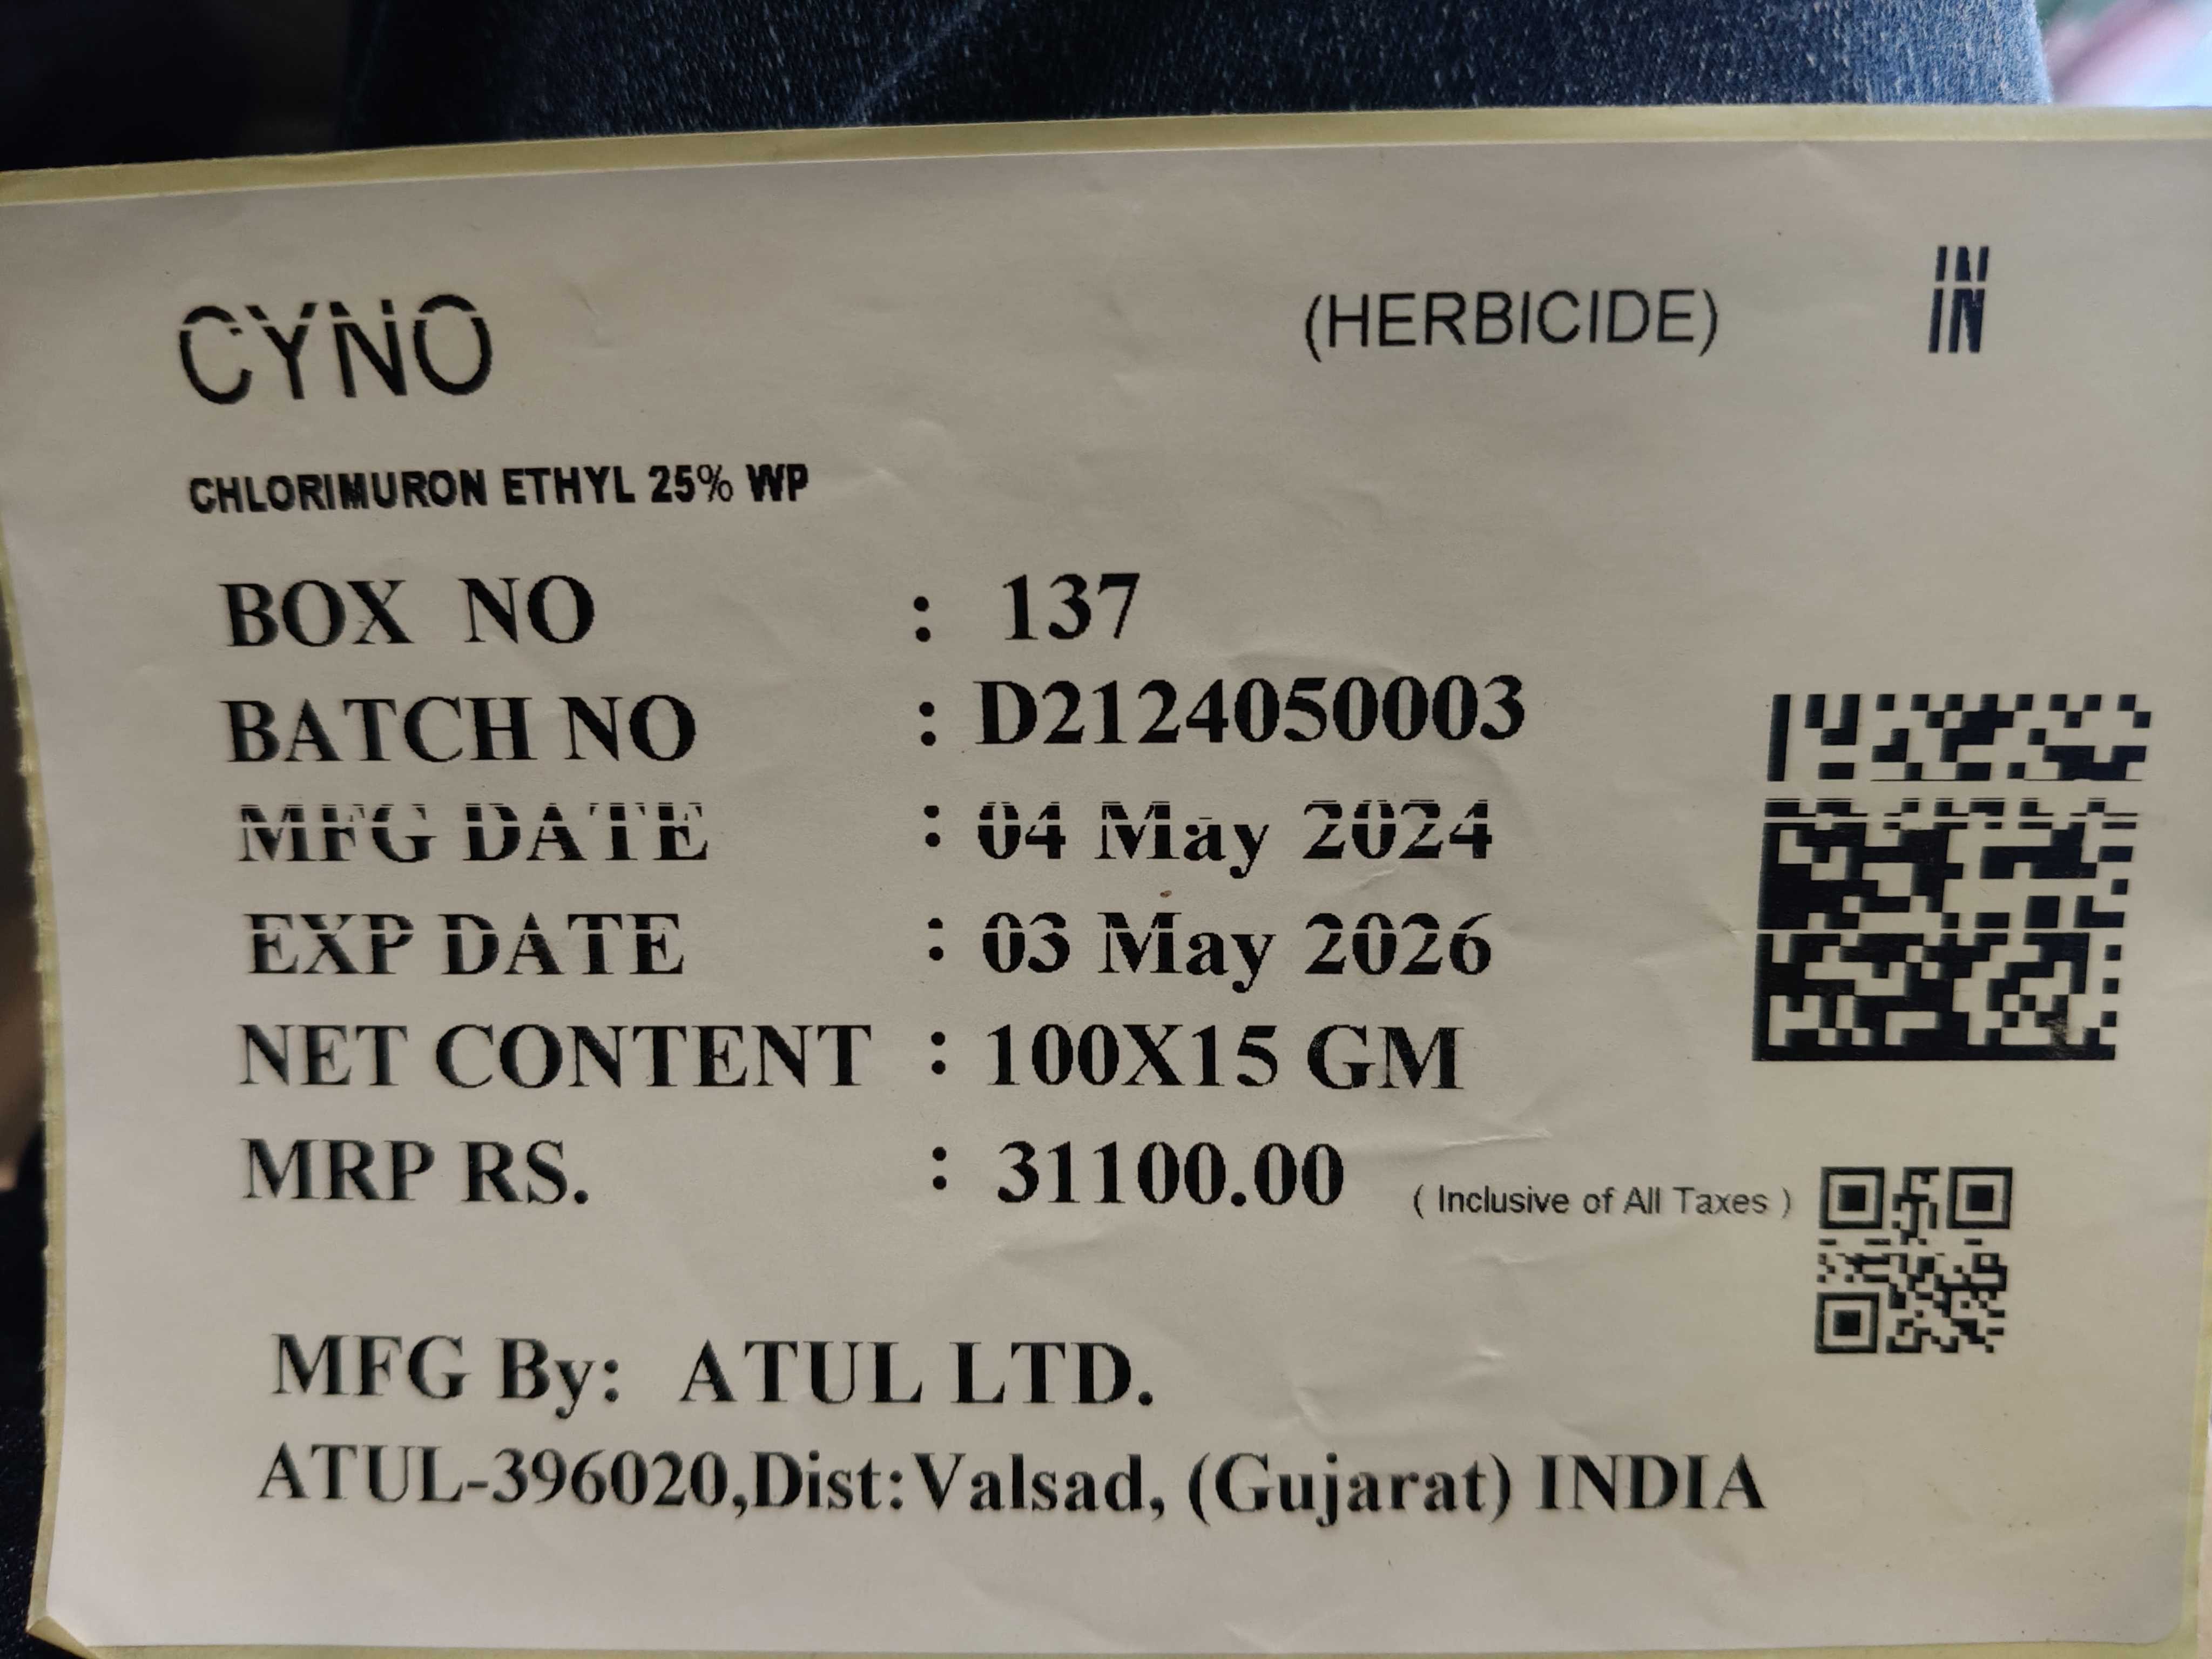 CYNO (HERBICIDE) IN
CHLORIMURON ETHYL 25% WP
BOX NO : 137
BATCH NO : D2124050003
MFG DATE : 04 May 2024
EXP DATE : 03 May 2026
NET CONTENT : 100X15 GM
MRP RS. : 31100.00 ( Inclusive of All Taxes )
MFG By: ATUL LTD.
ATUL-396020,Dist:Valsad, (Gujarat) INDIA